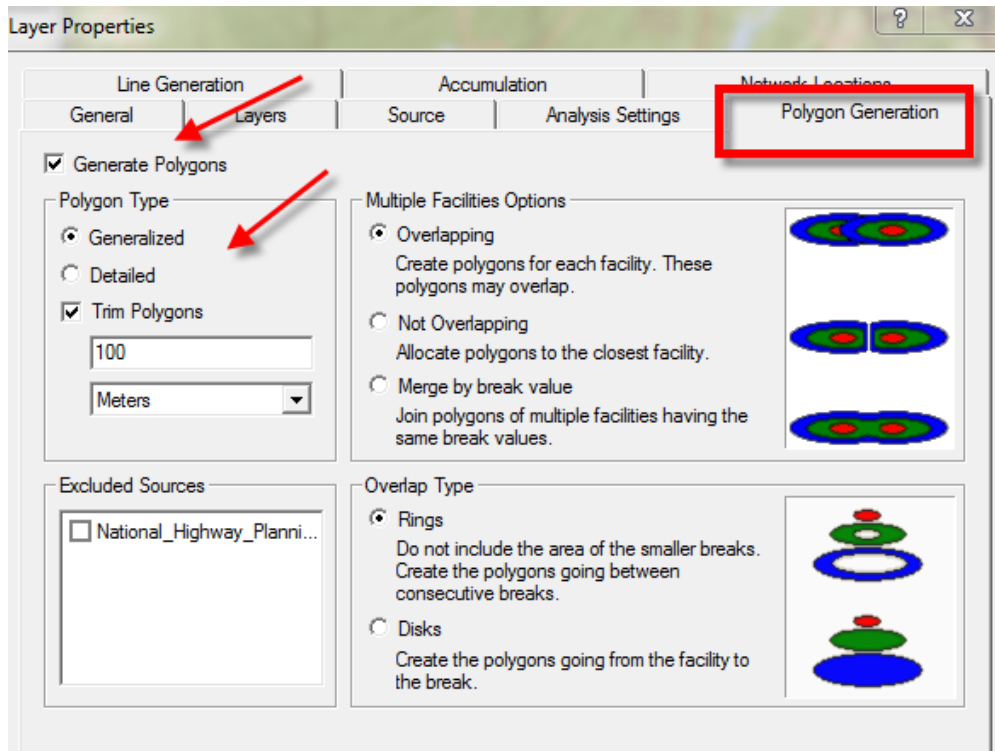 Layer Properties
Line Generation Accumulation Network Locations
General Layers Source Analysis Settings Polygon Generation
Generate Polygons
Polygon Type
Generalized
Detailed
Trim Polygons
100
Meters
Multiple Facilities Options
Overlapping
Create polygons for each facility. These
polygons may overlap.
Not Overlapping
Allocate polygons to the closest facility.
Merge by break value
Join polygons of multiple facilities having the
same break values.
Excluded Sources
National_Highway_Planni...
Overlap Type
Rings
Do not include the area of the smaller breaks.
Create the polygons going between
consecutive breaks.
Disks
Create the polygons going from the facility to
the break.